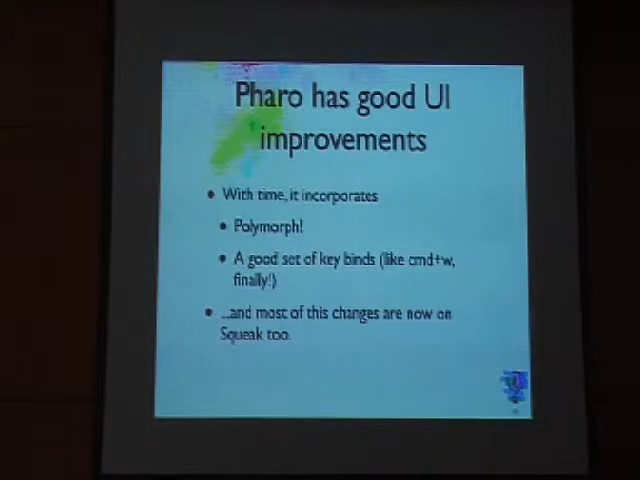 Pharo has good UI
improvements
With time, it incorporates
Polymorph!
A good set of key binds (like cmd+w,
finally!)
...and most of this changes are now on
Squeak too.